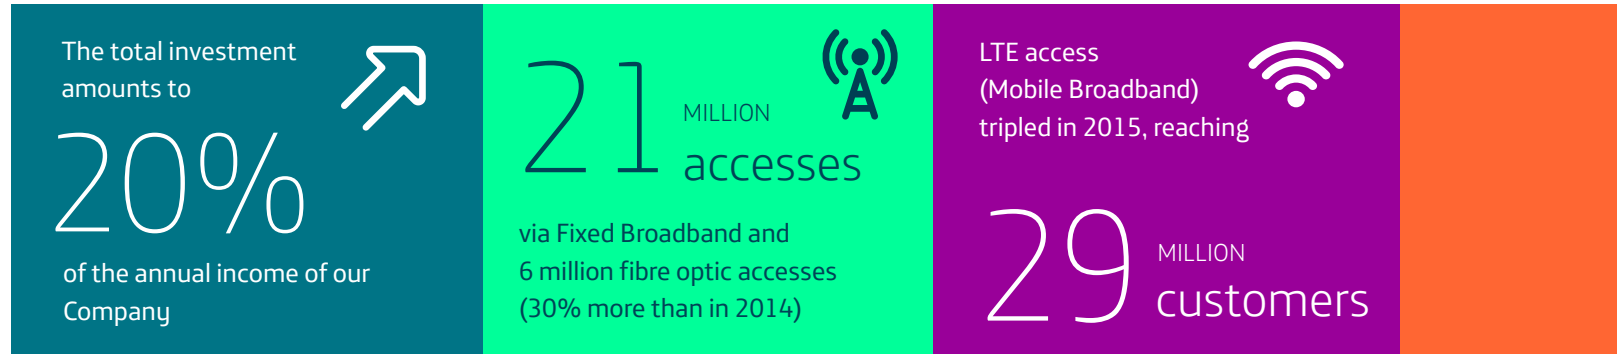 The total investment
amounts to
20%
of the annual income of our
Company
21 MILLION
accesses
via Fixed Broadband and
6 million fibre optic accesses
(30% more than in 2014)
LTE access
(Mobile Broadband)
tripled in 2015, reaching
29 MILLION
customers